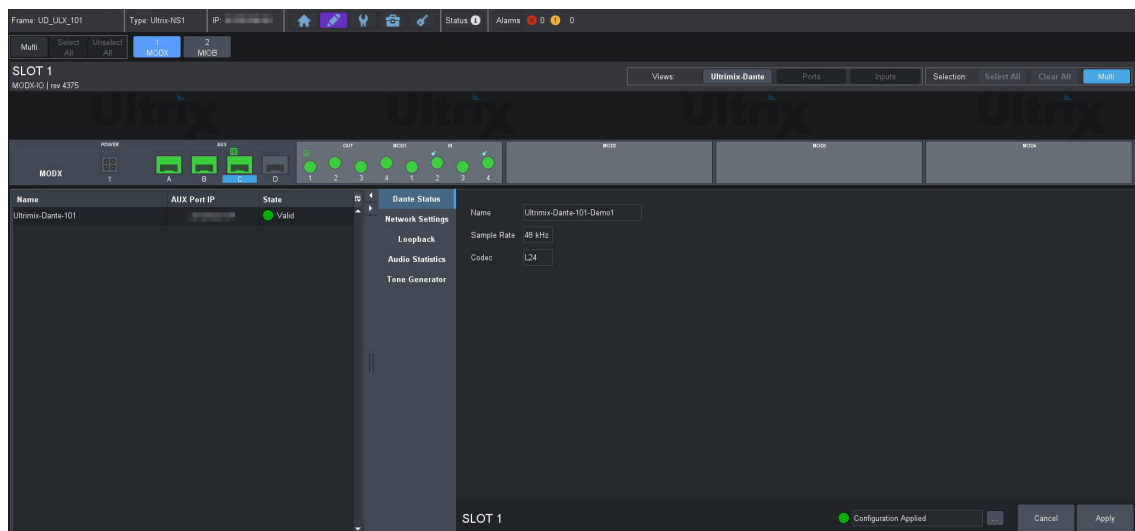 Frame: UD_ULX_101 Type: Ultrix-NS1 IP: Status Alarms 0 0
Multi Select All Unselect All 1 MODX 2 MIOB
SLOT 1
MODX-IO | rev 4375
Views: Ultrimix-Dante Ports Inputs Selection: Select All Clear All Multi
Ultrix Ultrix Ultrix Ultrix
POWER AUX OUT MOD1 IN MOD2 MOD3 MOD4
MODX 1 A B C D 1 2 3 4 1 2 3 4
Name AUX Port IP State
Ultrimix-Dante-101 Valid
Dante Status
Network Settings
Loopback
Audio Statistics
Tone Generator
Name Ultrimix-Dante-101-Demo1
Sample Rate 48 kHz
Codec L24
SLOT 1 Configuration Applied ... Cancel Apply